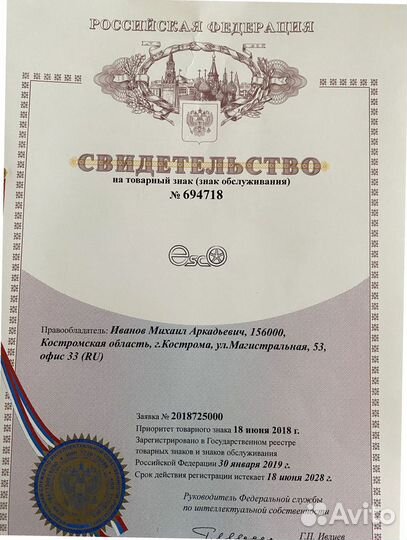 РОССИЙСКАЯ ФЕДЕРАЦИЯ
СВИДЕТЕЛЬСТВО
на товарный знак (знак обслуживания)
№ 694718
esco
Правообладатель: Иванов Михаил Аркадьевич, 156000,
Костромская область, г.Кострома, ул.Магистральная, 53,
офис 33 (RU)
Заявка № 2018725000
Приоритет товарного знака 18 июня 2018 г.
Зарегистрировано в Государственном реестре
товарных знаков и знаков обслуживания
Российской Федерации 30 января 2019 г.
Срок действия регистрации истекает 18 июня 2028 г.
Руководитель Федеральной службы
по интеллектуальной собственности
Г.П. Ивлиев
Avito